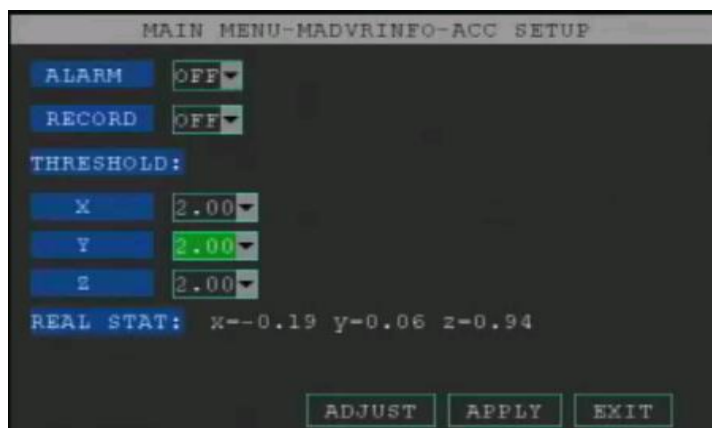 MAIN MENU-MADVRINFO-ACC SETUP
ALARM OFF
RECORD OFF
THRESHOLD:
X 2.00
Y 2.00
Z 2.00
REAL STAT: x=-0.19 y=0.06 z=0.94
ADJUST APPLY EXIT